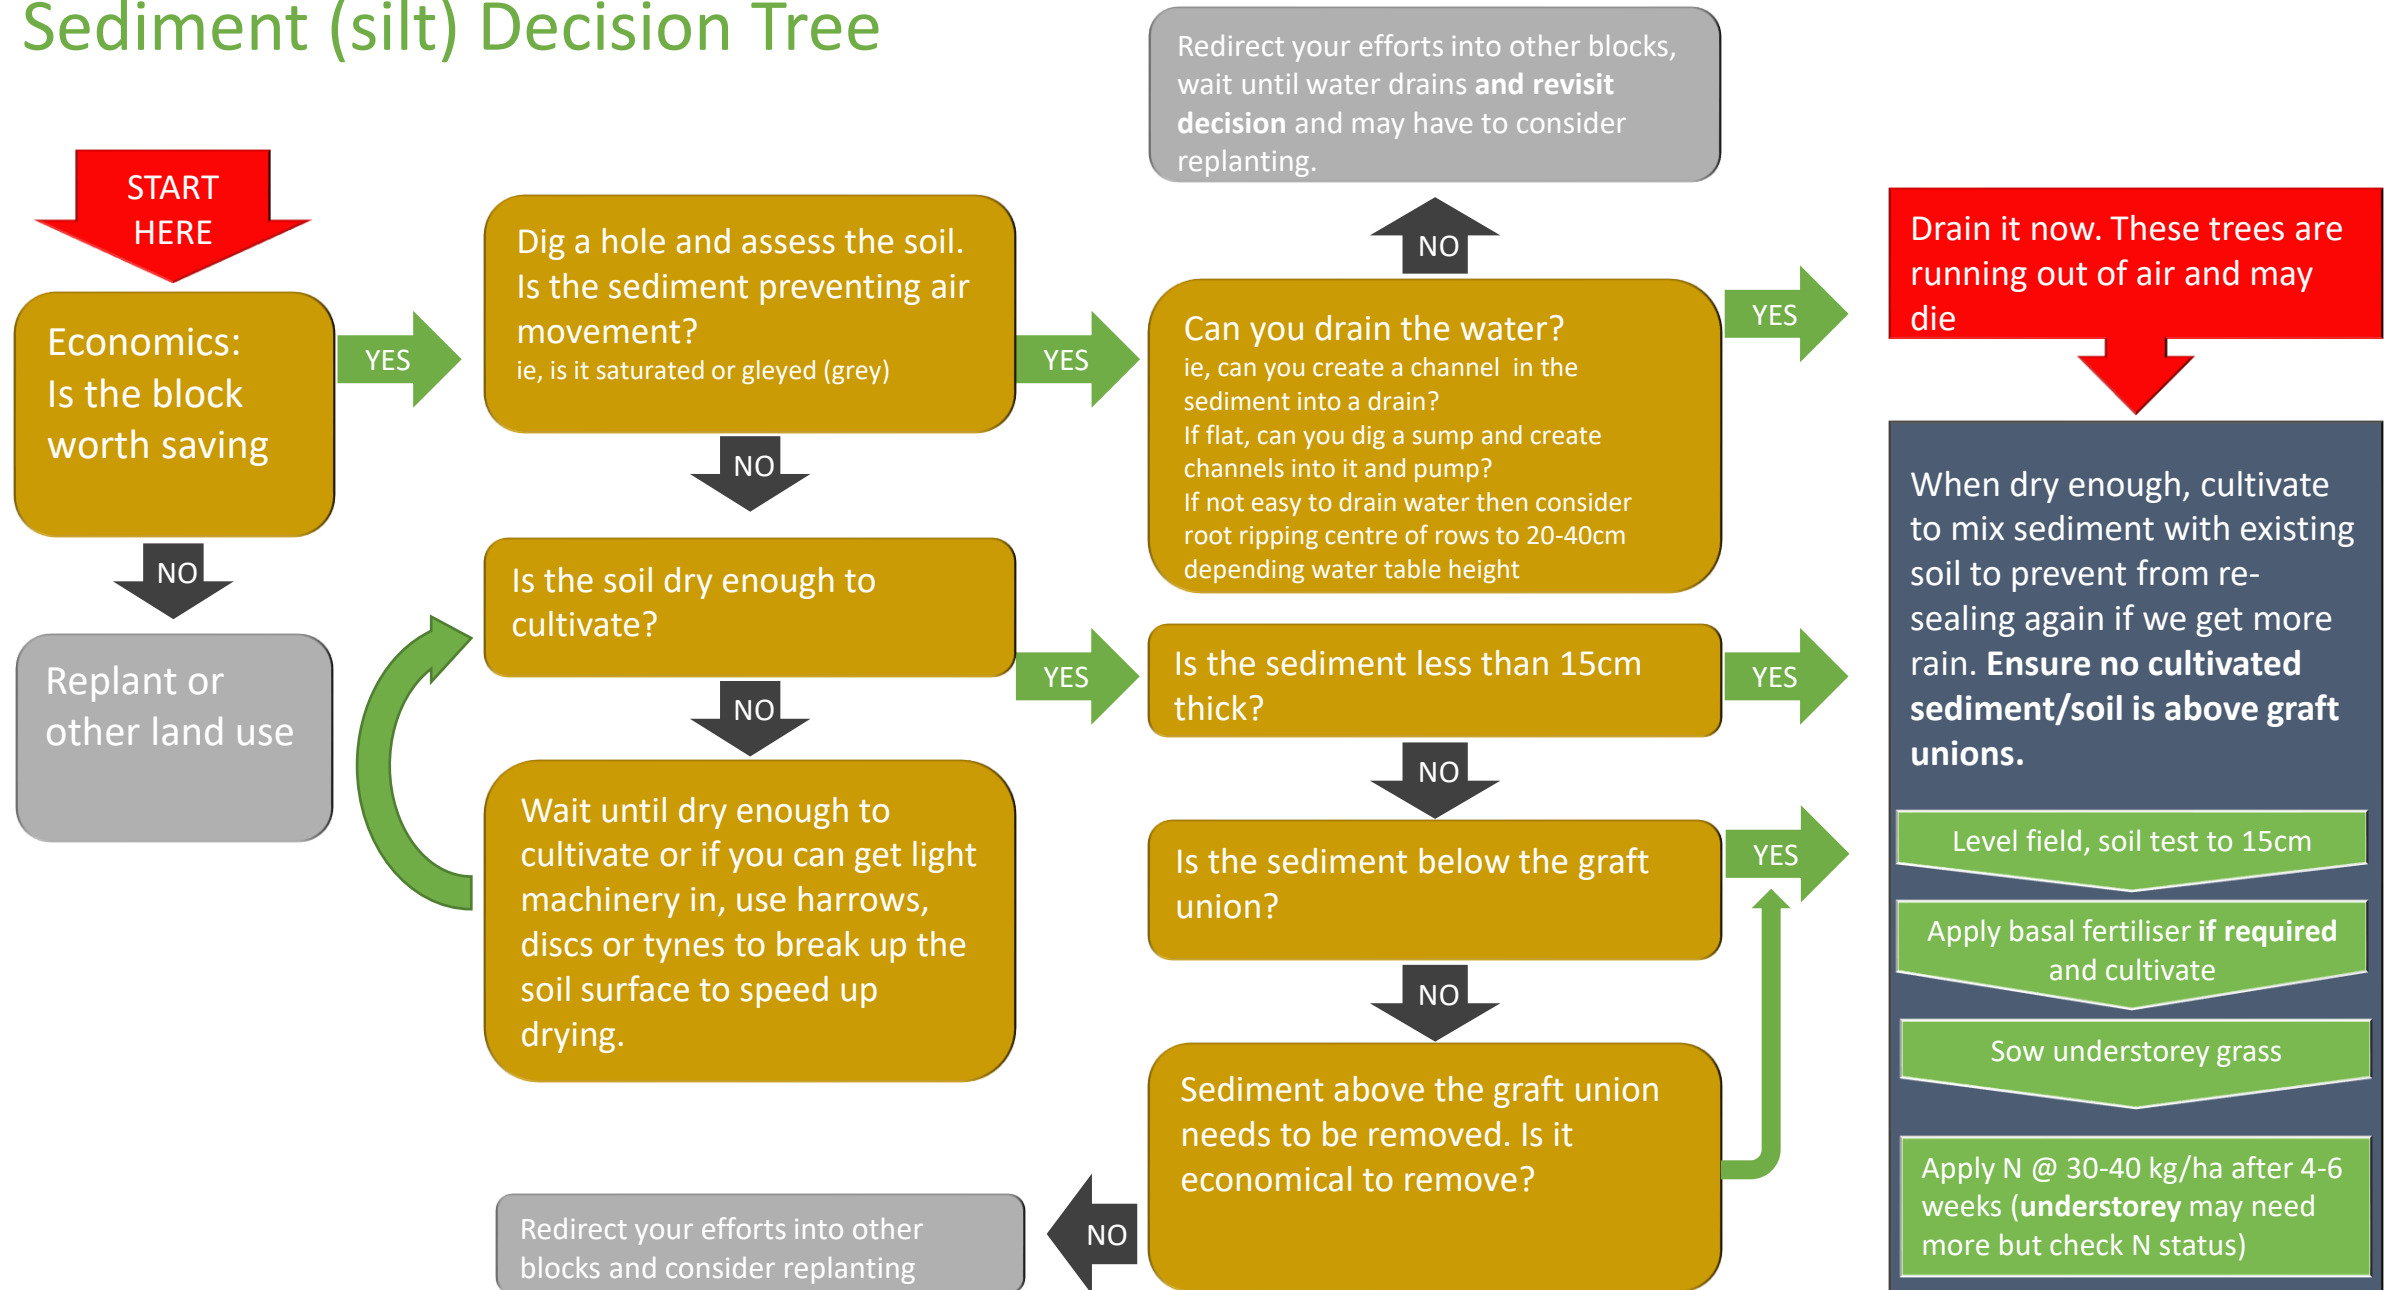 Sediment (silt) Decision Tree
START
HERE
Economics:
Is the block
worth saving
YES
NO
Replant or
other land use
Dig a hole and assess the soil.
Is the sediment preventing air
movement?
ie, is it saturated or gleyed (grey)
YES
NO
Is the soil dry enough to
cultivate?
YES
NO
Wait until dry enough to
cultivate or if you can get light
machinery in, use harrows,
discs or tynes to break up the
soil surface to speed up
drying.
Redirect your efforts into other blocks,
wait until water drains and revisit
decision and may have to consider
replanting.
NO
Can you drain the water?
ie, can you create a channel  in the
sediment into a drain?
If flat, can you dig a sump and create
channels into it and pump?
If not easy to drain water then consider
root ripping centre of rows to 20-40cm
depending water table height
YES
Is the sediment less than 15cm
thick?
YES
NO
Is the sediment below the graft
union?
YES
NO
Sediment above the graft union
needs to be removed. Is it
economical to remove?
NO
Redirect your efforts into other
blocks and consider replanting
Drain it now. These trees are
running out of air and may
die
When dry enough, cultivate
to mix sediment with existing
soil to prevent from re-
sealing again if we get more
rain. Ensure no cultivated
sediment/soil is above graft
unions.
Level field, soil test to 15cm
Apply basal fertiliser if required
and cultivate
Sow understorey grass
Apply N @ 30-40 kg/ha after 4-6
weeks (understorey may need
more but check N status)